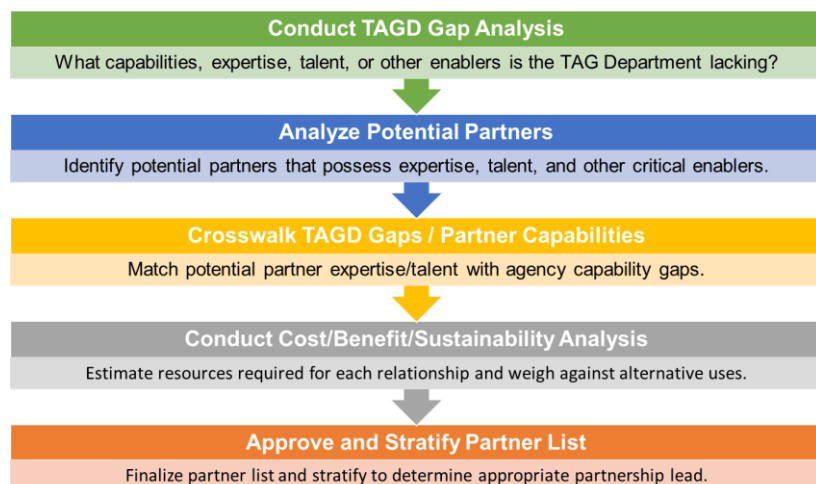 Conduct TAGD Gap Analysis
What capabilities, expertise, talent, or other enablers is the TAG Department lacking?
Analyze Potential Partners
Identify potential partners that possess expertise, talent, and other critical enablers.
Crosswalk TAGD Gaps / Partner Capabilities
Match potential partner expertise/talent with agency capability gaps.
Conduct Cost/Benefit/Sustainability Analysis
Estimate resources required for each relationship and weigh against alternative uses.
Approve and Stratify Partner List
Finalize partner list and stratify to determine appropriate partnership lead.